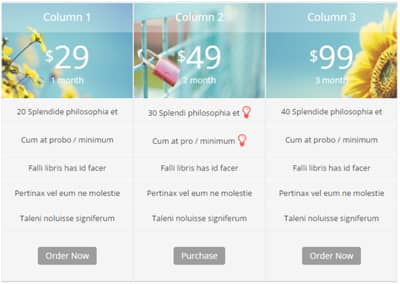 Column 1
$29
1 month
20 Splendide philosophia et
Cum at probo / minimum
Falli libris has id facer
Pertinax vel eum ne molestie
Taleni noluisse signiferum
Order Now
Column 2
$49
2 month
30 Splendi philosophia et
Cum at pro / minimum
Falli libris has id facer
Pertinax vel eum ne molestie
Taleni noluisse signiferum
Purchase
Column 3
$99
3 month
40 Splendide philosophia et
Cum at probo / minimum
Falli libris has id facer
Pertinax vel eum ne molestie
Taleni noluisse signiferum
Order Now